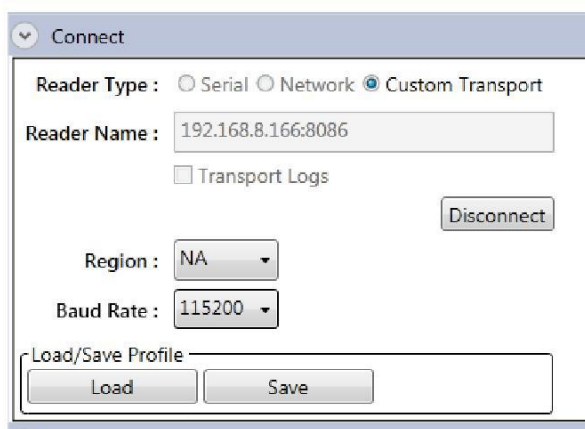 Connect
Reader Type : Serial Network Custom Transport
Reader Name : 192.168.8.166:8086
Transport Logs
Disconnect
Region : NA
Baud Rate : 115200
Load/Save Profile
Load Save